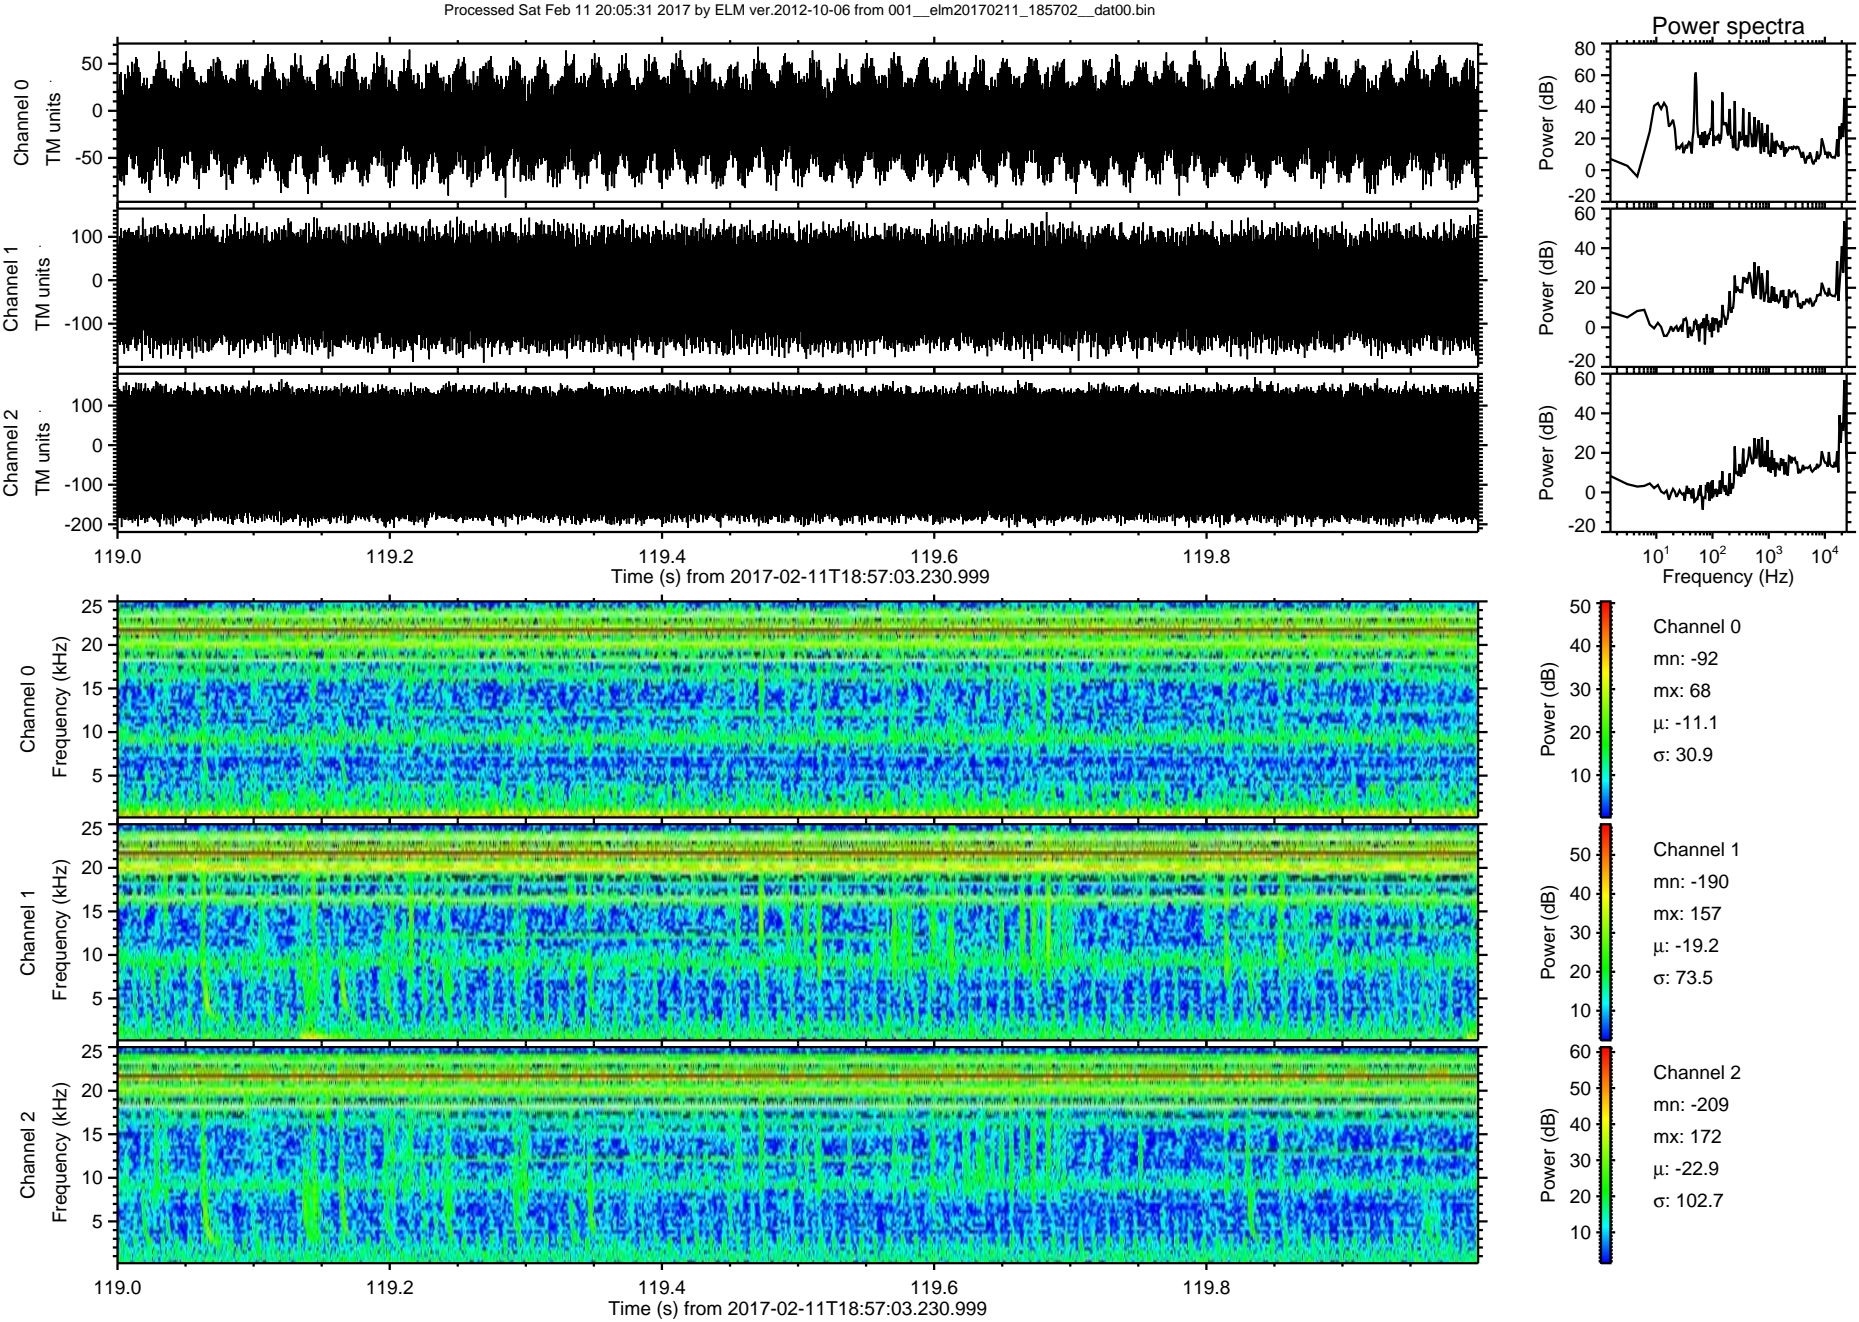 Processed Sat Feb 11 20:05:31 2017 by ELM ver.2012-10-06 from 001__elm20170211_185702__dat00.bin
Power spectra
Channel 0
TM units
50
0
-50
Power (dB)
80
60
40
20
0
-20
Channel 1
TM units
100
0
-100
Power (dB)
60
40
20
0
-20
Channel 2
TM units
100
0
-100
-200
Power (dB)
60
40
20
0
-20
119.0 119.2 119.4 119.6 119.8
Time (s) from 2017-02-11T18:57:03.230.999
10^1 10^2 10^3 10^4
Frequency (Hz)
Channel 0
Frequency (kHz)
25
20
15
10
5
Power (dB)
50
40
30
20
10
Channel 0
mn: -92
mx: 68
μ: -11.1
σ: 30.9
Channel 1
Frequency (kHz)
25
20
15
10
5
Power (dB)
50
40
30
20
10
Channel 1
mn: -190
mx: 157
μ: -19.2
σ: 73.5
Channel 2
Frequency (kHz)
25
20
15
10
5
Power (dB)
60
50
40
30
20
10
Channel 2
mn: -209
mx: 172
μ: -22.9
σ: 102.7
119.0 119.2 119.4 119.6 119.8
Time (s) from 2017-02-11T18:57:03.230.999